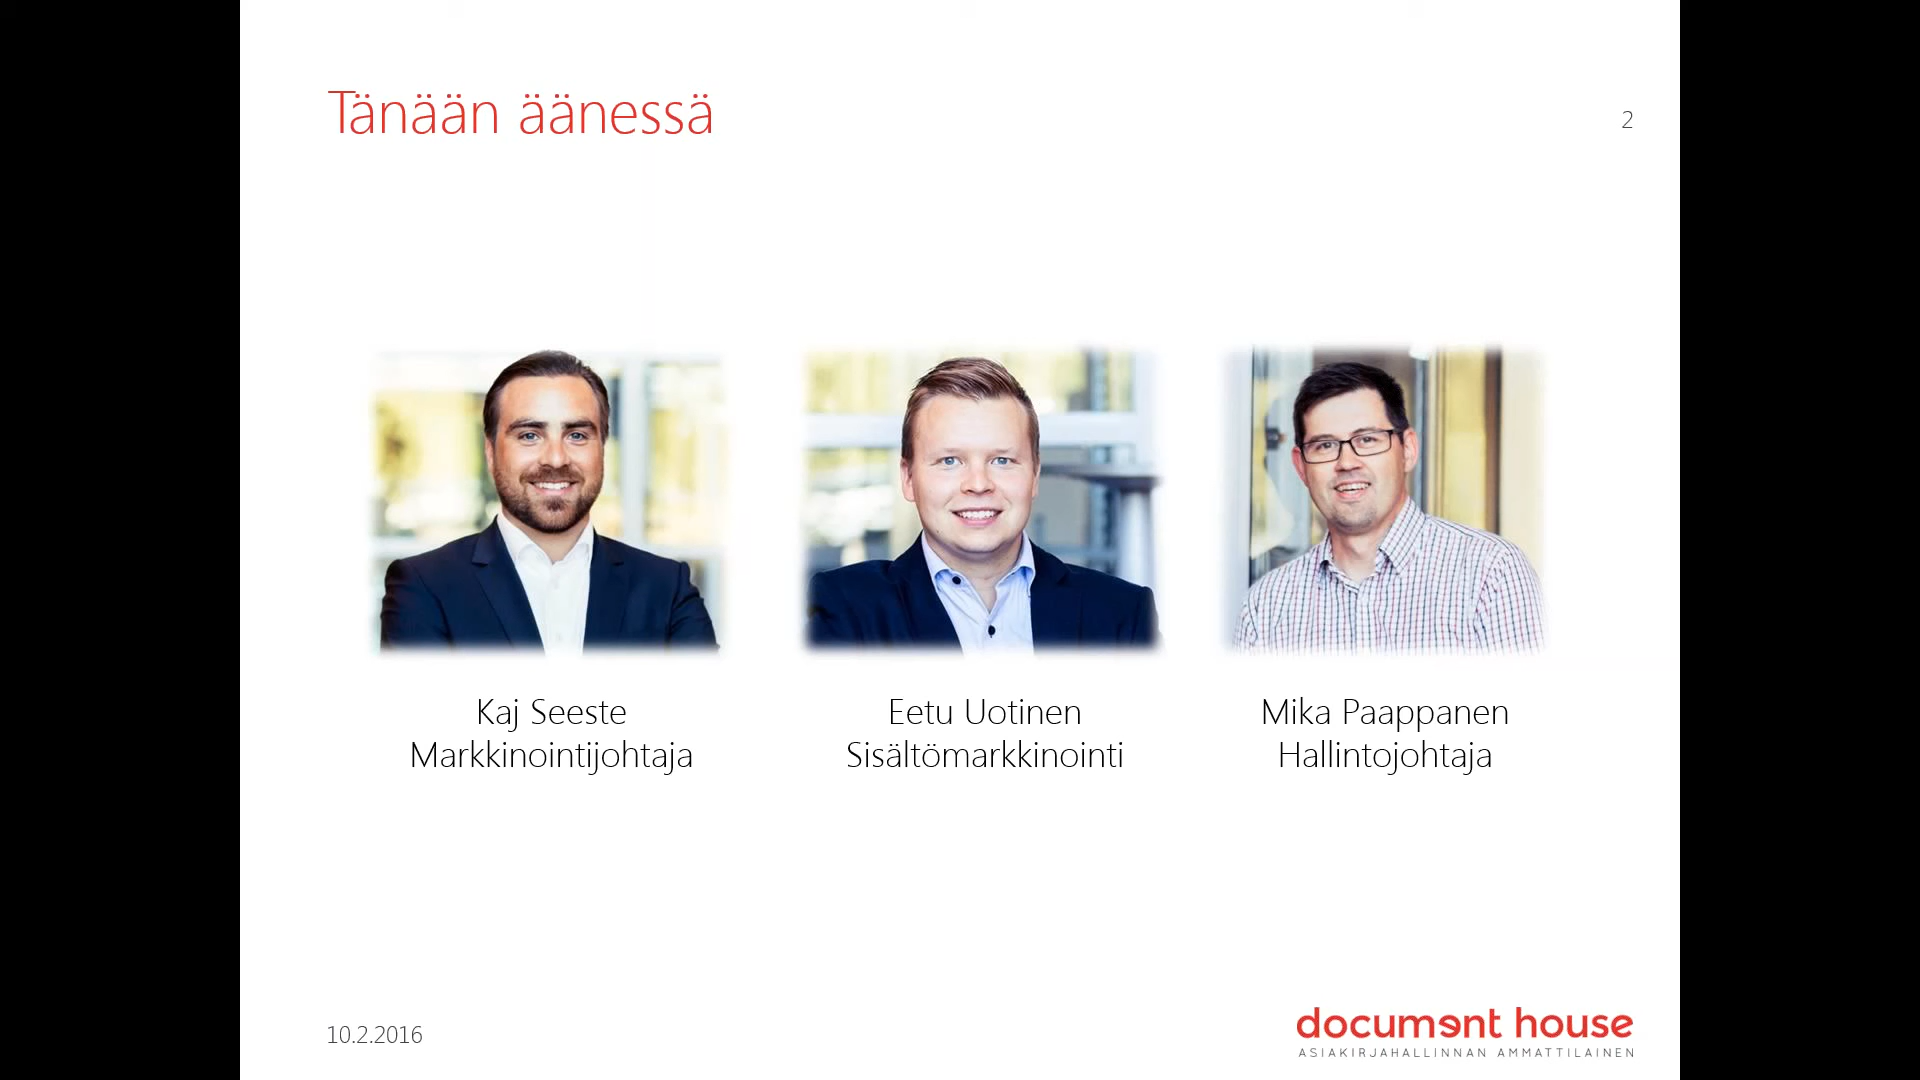 Tänään äänessä
2
Kaj Seeste
Markkinointijohtaja
Eetu Uotinen
Sisältömarkkinointi
Mika Paappanen
Hallintojohtaja
10.2.2016
document house
ASIAKIRJAHALLINNAN AMMATTILAINEN